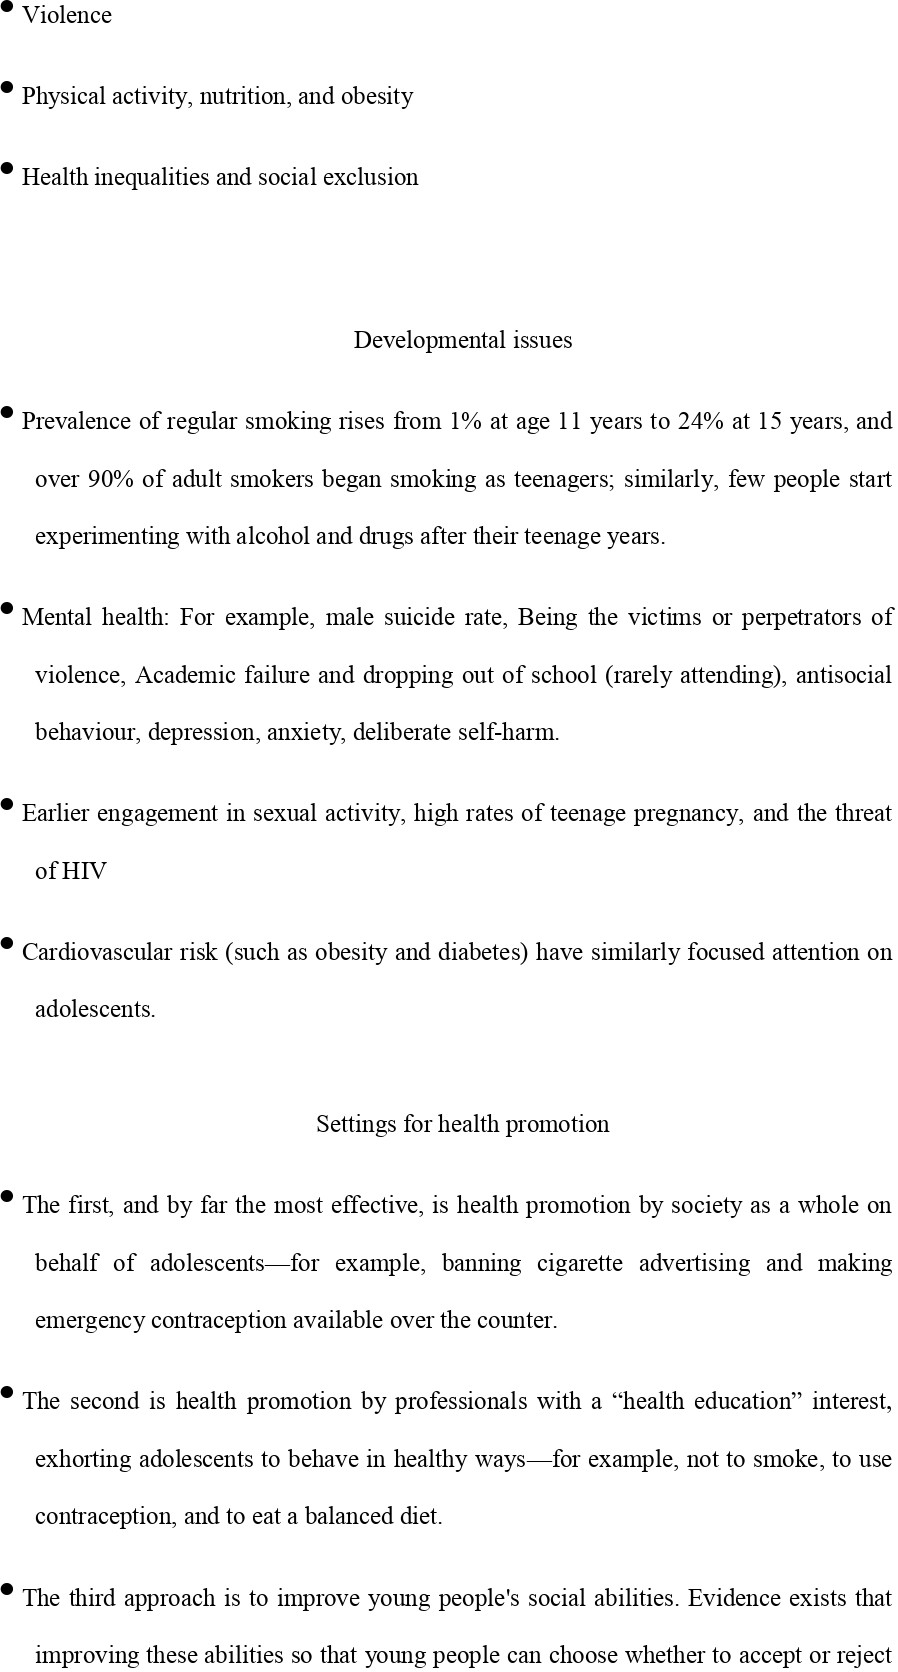 • Violence
• Physical activity, nutrition, and obesity
• Health inequalities and social exclusion
Developmental issues
• Prevalence of regular smoking rises from 1% at age 11 years to 24% at 15 years, and
over 90% of adult smokers began smoking as teenagers; similarly, few people start
experimenting with alcohol and drugs after their teenage years.
• Mental health: For example, male suicide rate, Being the victims or perpetrators of
violence, Academic failure and dropping out of school (rarely attending), antisocial
behaviour, depression, anxiety, deliberate self-harm.
• Earlier engagement in sexual activity, high rates of teenage pregnancy, and the threat
of HIV
• Cardiovascular risk (such as obesity and diabetes) have similarly focused attention on
adolescents.
Settings for health promotion
• The first, and by far the most effective, is health promotion by society as a whole on
behalf of adolescents—for example, banning cigarette advertising and making
emergency contraception available over the counter.
• The second is health promotion by professionals with a “health education” interest,
exhorting adolescents to behave in healthy ways—for example, not to smoke, to use
contraception, and to eat a balanced diet.
• The third approach is to improve young people's social abilities. Evidence exists that
improving these abilities so that young people can choose whether to accept or reject